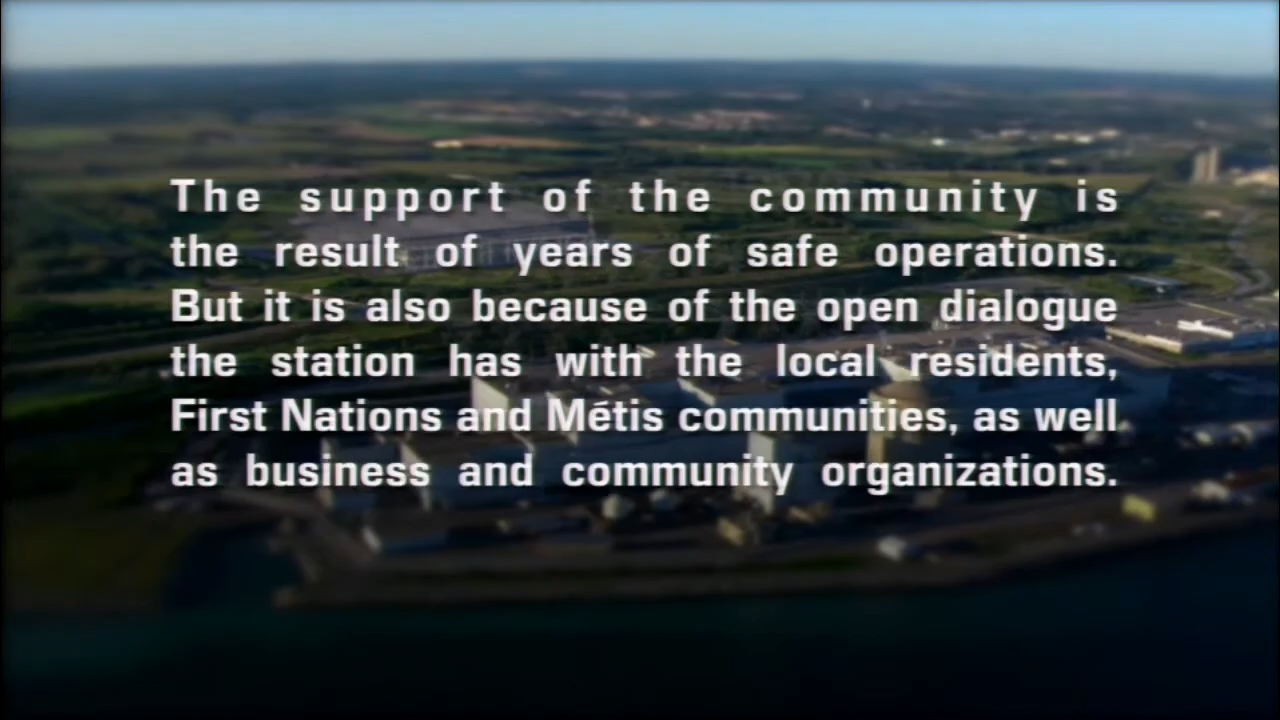 The support of the community is
the result of years of safe operations.
But it is also because of the open dialogue
the station has with the local residents,
First Nations and Métis communities, as well
as business and community organizations.